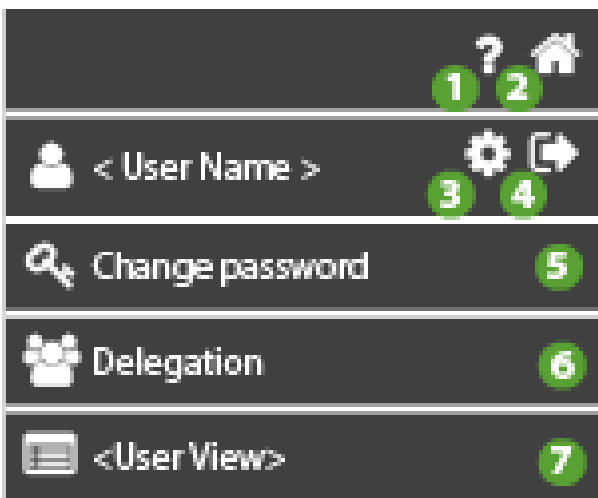 ? 
1 2
< User Name >
3 4
Change password 5
Delegation 6
<User View> 7